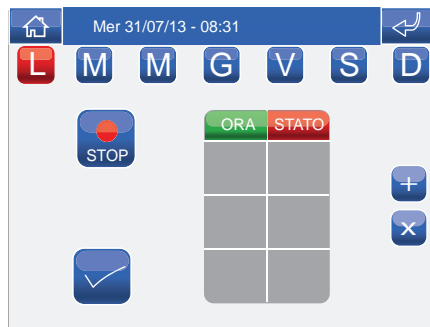 Mer 31/07/13 - 08:31
L M M G V S D
ORA STATO
STOP
+
x